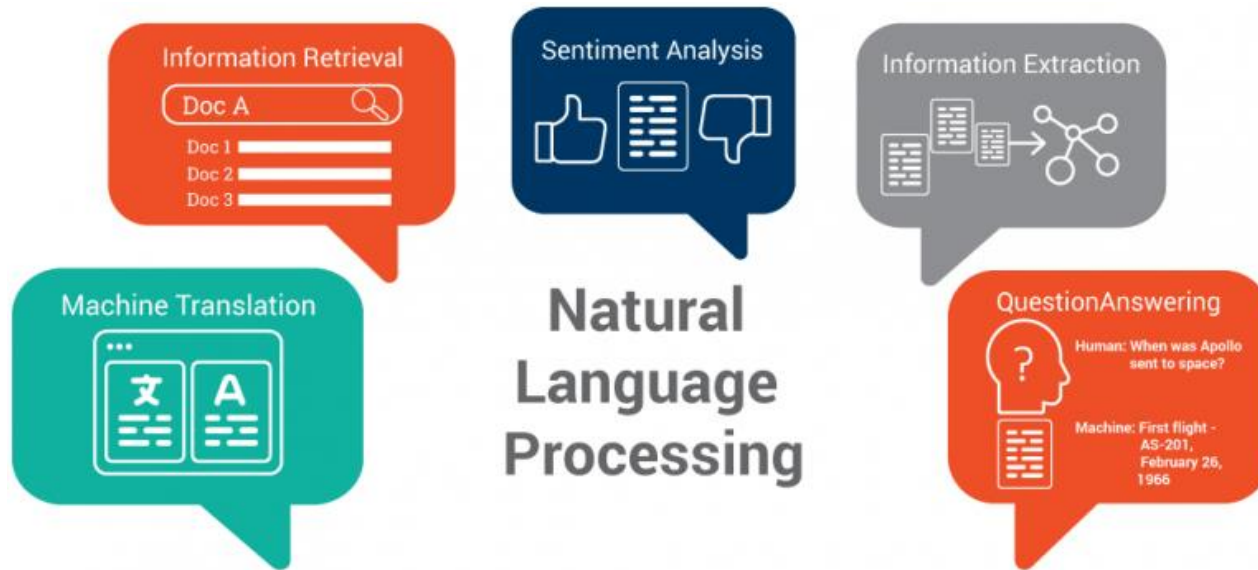 Information Retrieval
Doc A
Doc 1
Doc 2
Doc 3
Sentiment Analysis
Information Extraction
Machine Translation
文
A
Natural
Language
Processing
QuestionAnswering
?
Human: When was Apollo
sent to space?
Machine: First flight -
AS-201,
February 26,
1966